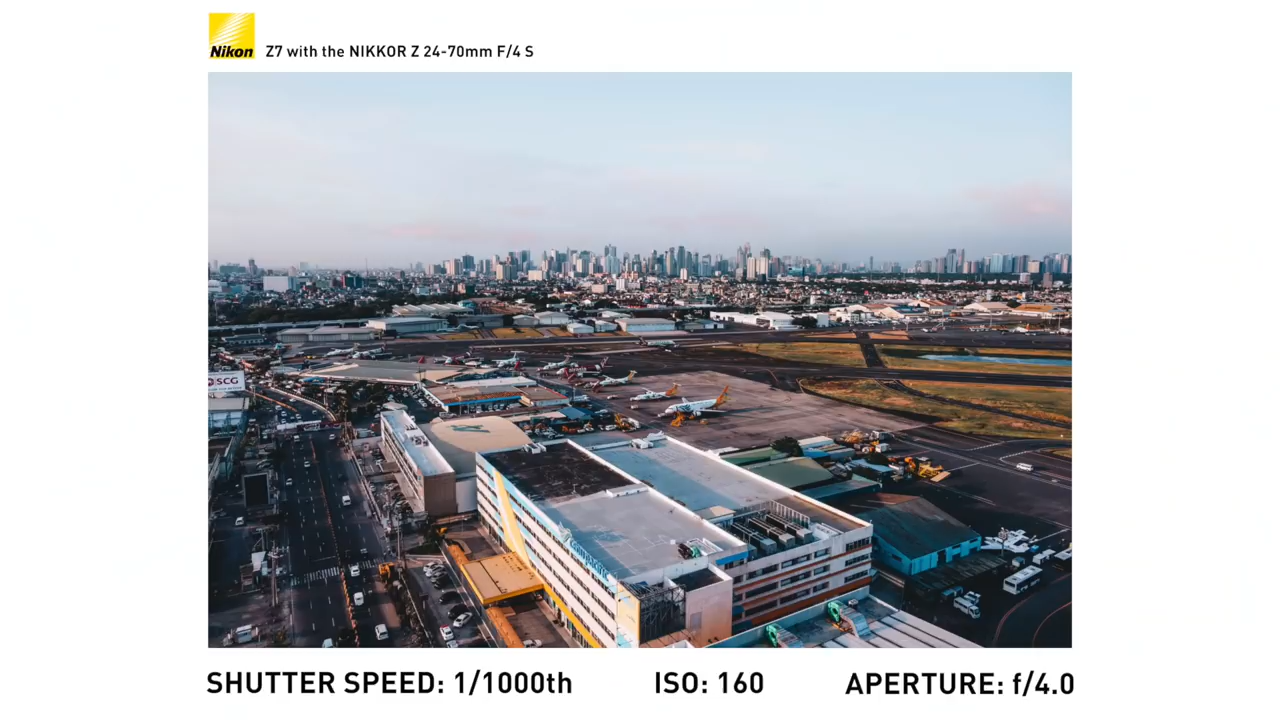 Nikon
Z7 with the NIKKOR Z 24-70mm F/4 S
SCG
SHUTTER SPEED: 1/1000th
ISO: 160
APERTURE: f/4.0